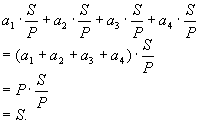 a₁ · S/P + a₂ · S/P + a₃ · S/P + a₄ · S/P
= (a₁ + a₂ + a₃ + a₄) · S/P
= P · S/P
= S.